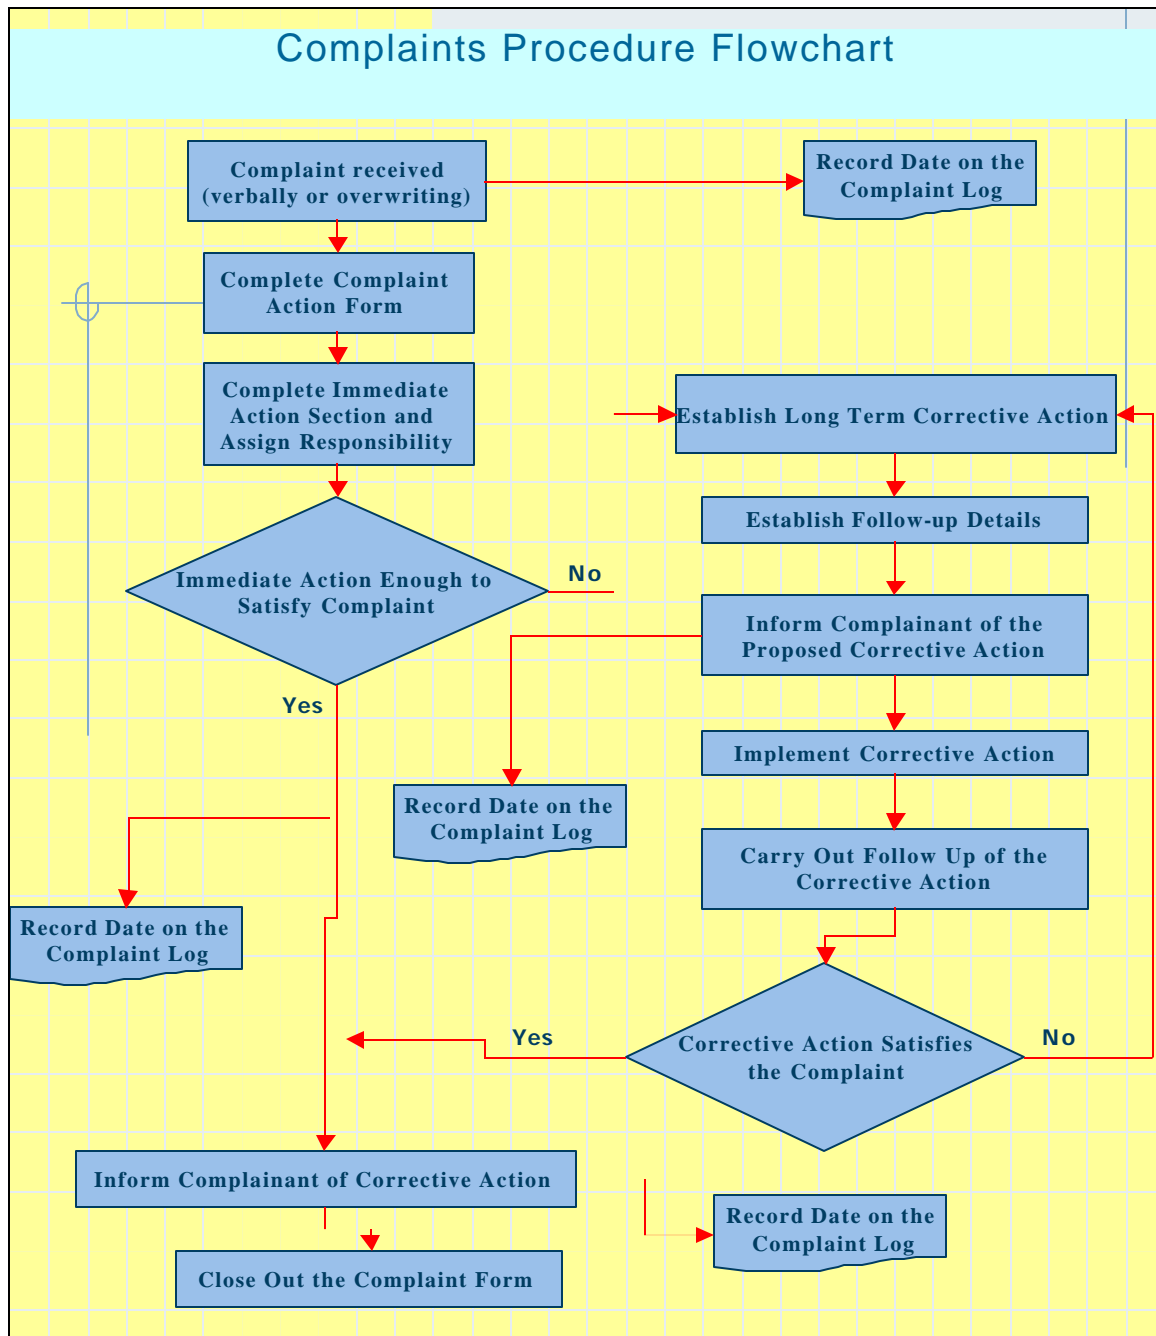 Complaints Procedure Flowchart
Complaint received
(verbally or overwriting)
Record Date on the
Complaint Log
Complete Complaint
Action Form
Complete Immediate
Action Section and
Assign Responsibility
Establish Long Term Corrective Action
Establish Follow-up Details
Immediate Action Enough to
Satisfy Complaint
No
Yes
Inform Complainant of the
Proposed Corrective Action
Implement Corrective Action
Record Date on the
Complaint Log
Carry Out Follow Up of the
Corrective Action
Record Date on the
Complaint Log
Corrective Action Satisfies
the Complaint
Yes
No
Inform Complainant of Corrective Action
Record Date on the
Complaint Log
Close Out the Complaint Form